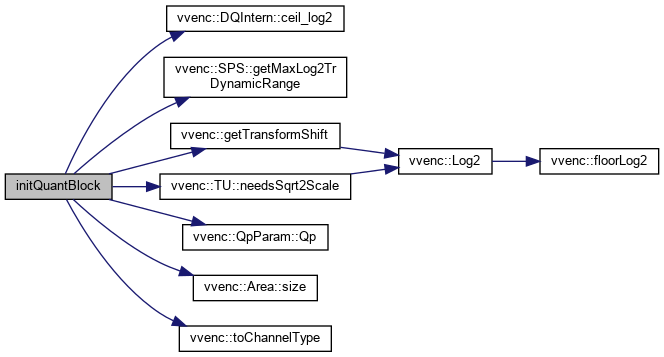 vvenc::DQIntern::ceil_log2
vvenc::SPS::getMaxLog2Tr
DynamicRange
vvenc::getTransformShift
vvenc::Log2
vvenc::floorLog2
initQuantBlock
vvenc::TU::needsSqrt2Scale
vvenc::QpParam::Qp
vvenc::Area::size
vvenc::toChannelType